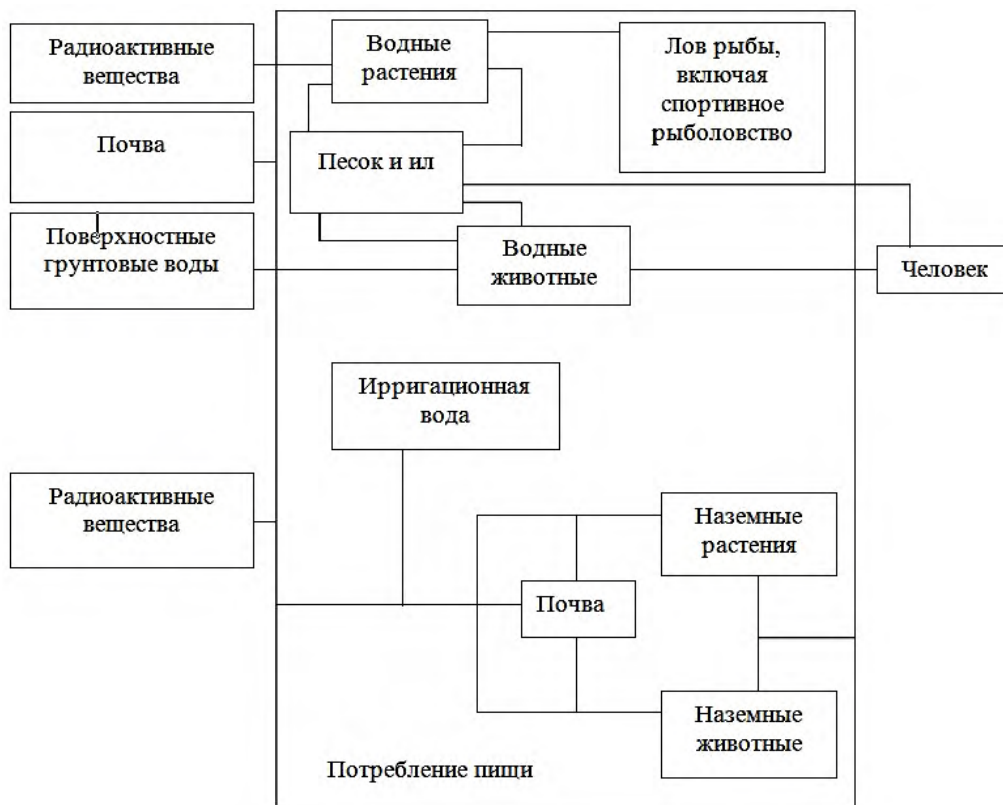 Радиоактивные
вещества
Водные
растения
Лов рыбы,
включая
спортивное
рыболовство
Почва
Песок и ил
Поверхностные
грунтовые воды
Водные
животные
Человек
Ирригационная
вода
Радиоактивные
вещества
Наземные
растения
Почва
Наземные
животные
Потребление пищи